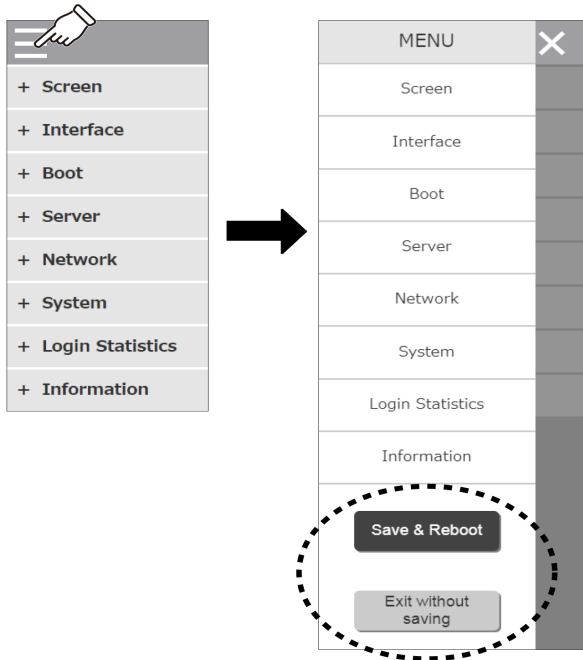 + Screen
+ Interface
+ Boot
+ Server
+ Network
+ System
+ Login Statistics
+ Information
MENU
Screen
Interface
Boot
Server
Network
System
Login Statistics
Information
Save & Reboot
Exit without
saving